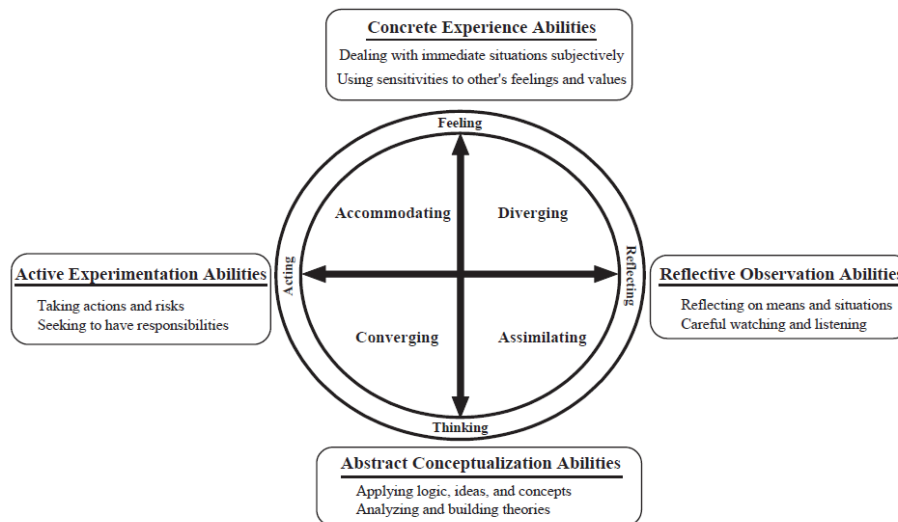 Concrete Experience Abilities
Dealing with immediate situations subjectively
Using sensitivities to other's feelings and values
Feeling
Accommodating
Diverging
Active Experimentation Abilities
Taking actions and risks
Seeking to have responsibilities
Acting
Reflecting
Reflective Observation Abilities
Reflecting on means and situations
Careful watching and listening
Converging
Assimilating
Thinking
Abstract Conceptualization Abilities
Applying logic, ideas, and concepts
Analyzing and building theories